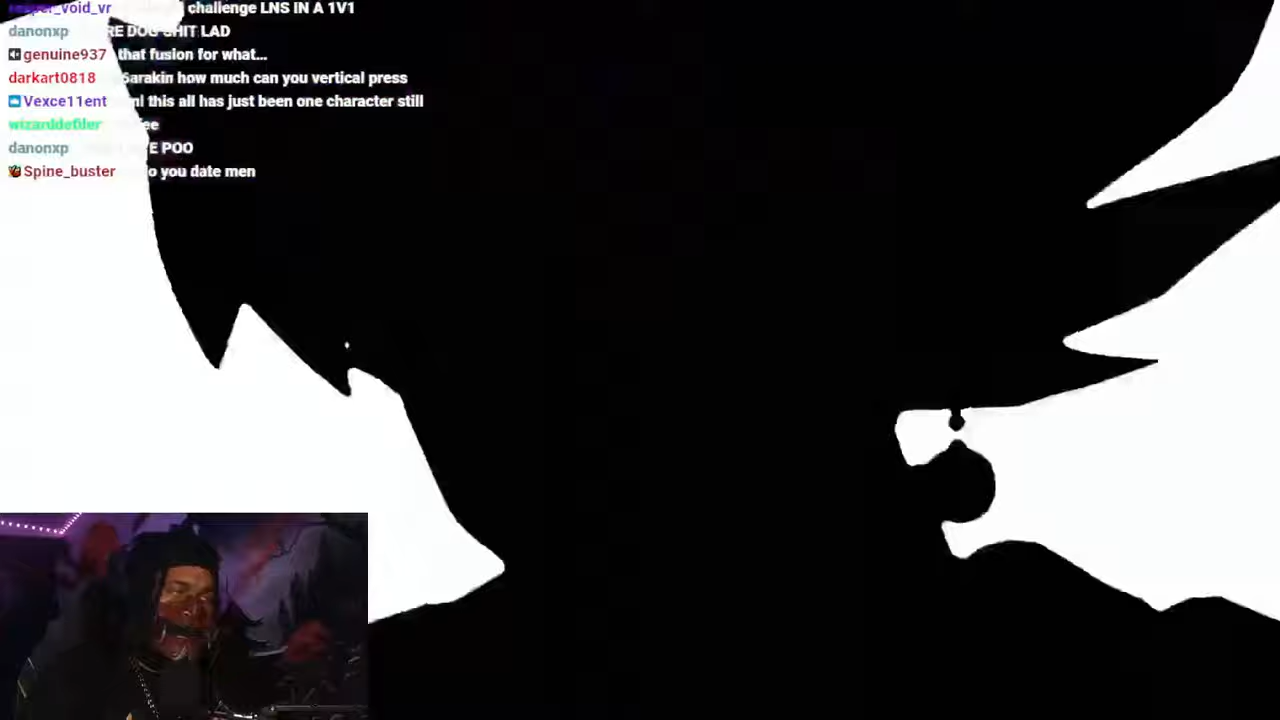 challenge LNS IN A 1V1
danonxp RE DOG SHIT LAD
genuine937 that fusion for what...
darkart0818 Sarakin how much can you vertical press
Vexce11ent this all has just been one character still
wizarddefiler
danonxp E POO
Spine_buster o you date men